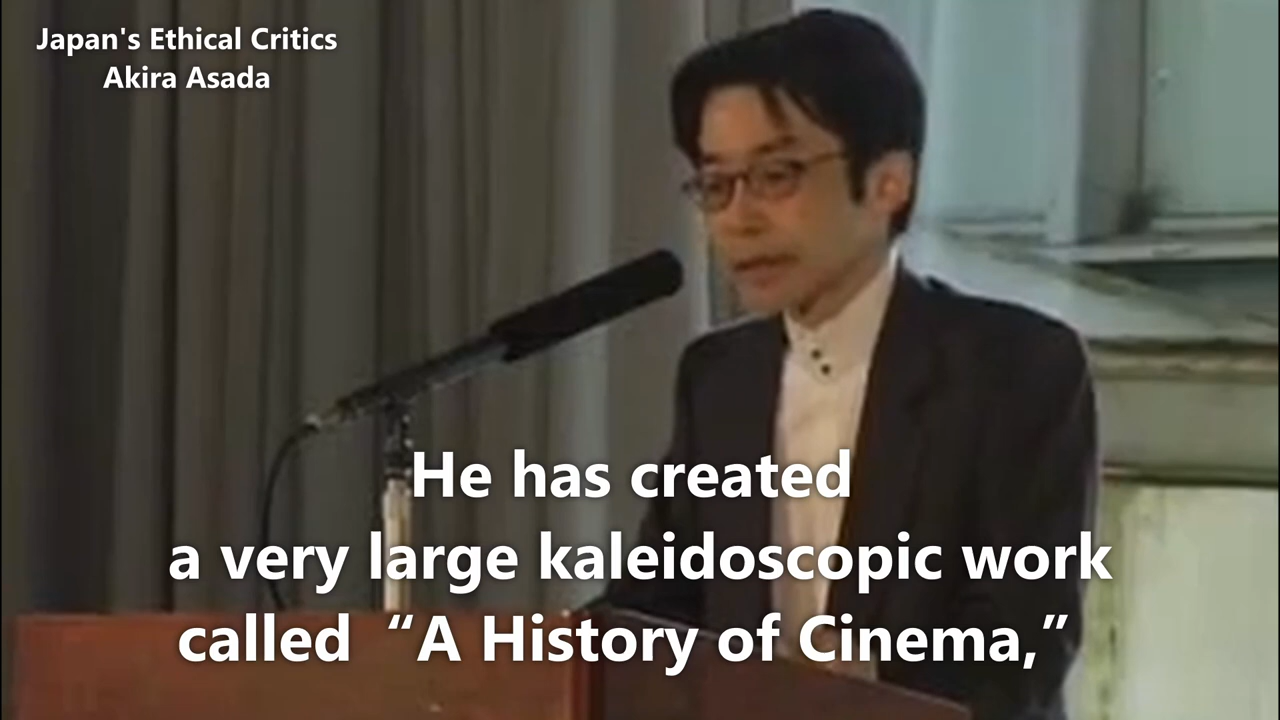 Japan's Ethical Critics
Akira Asada
He has created
a very large kaleidoscopic work
called “A History of Cinema,”